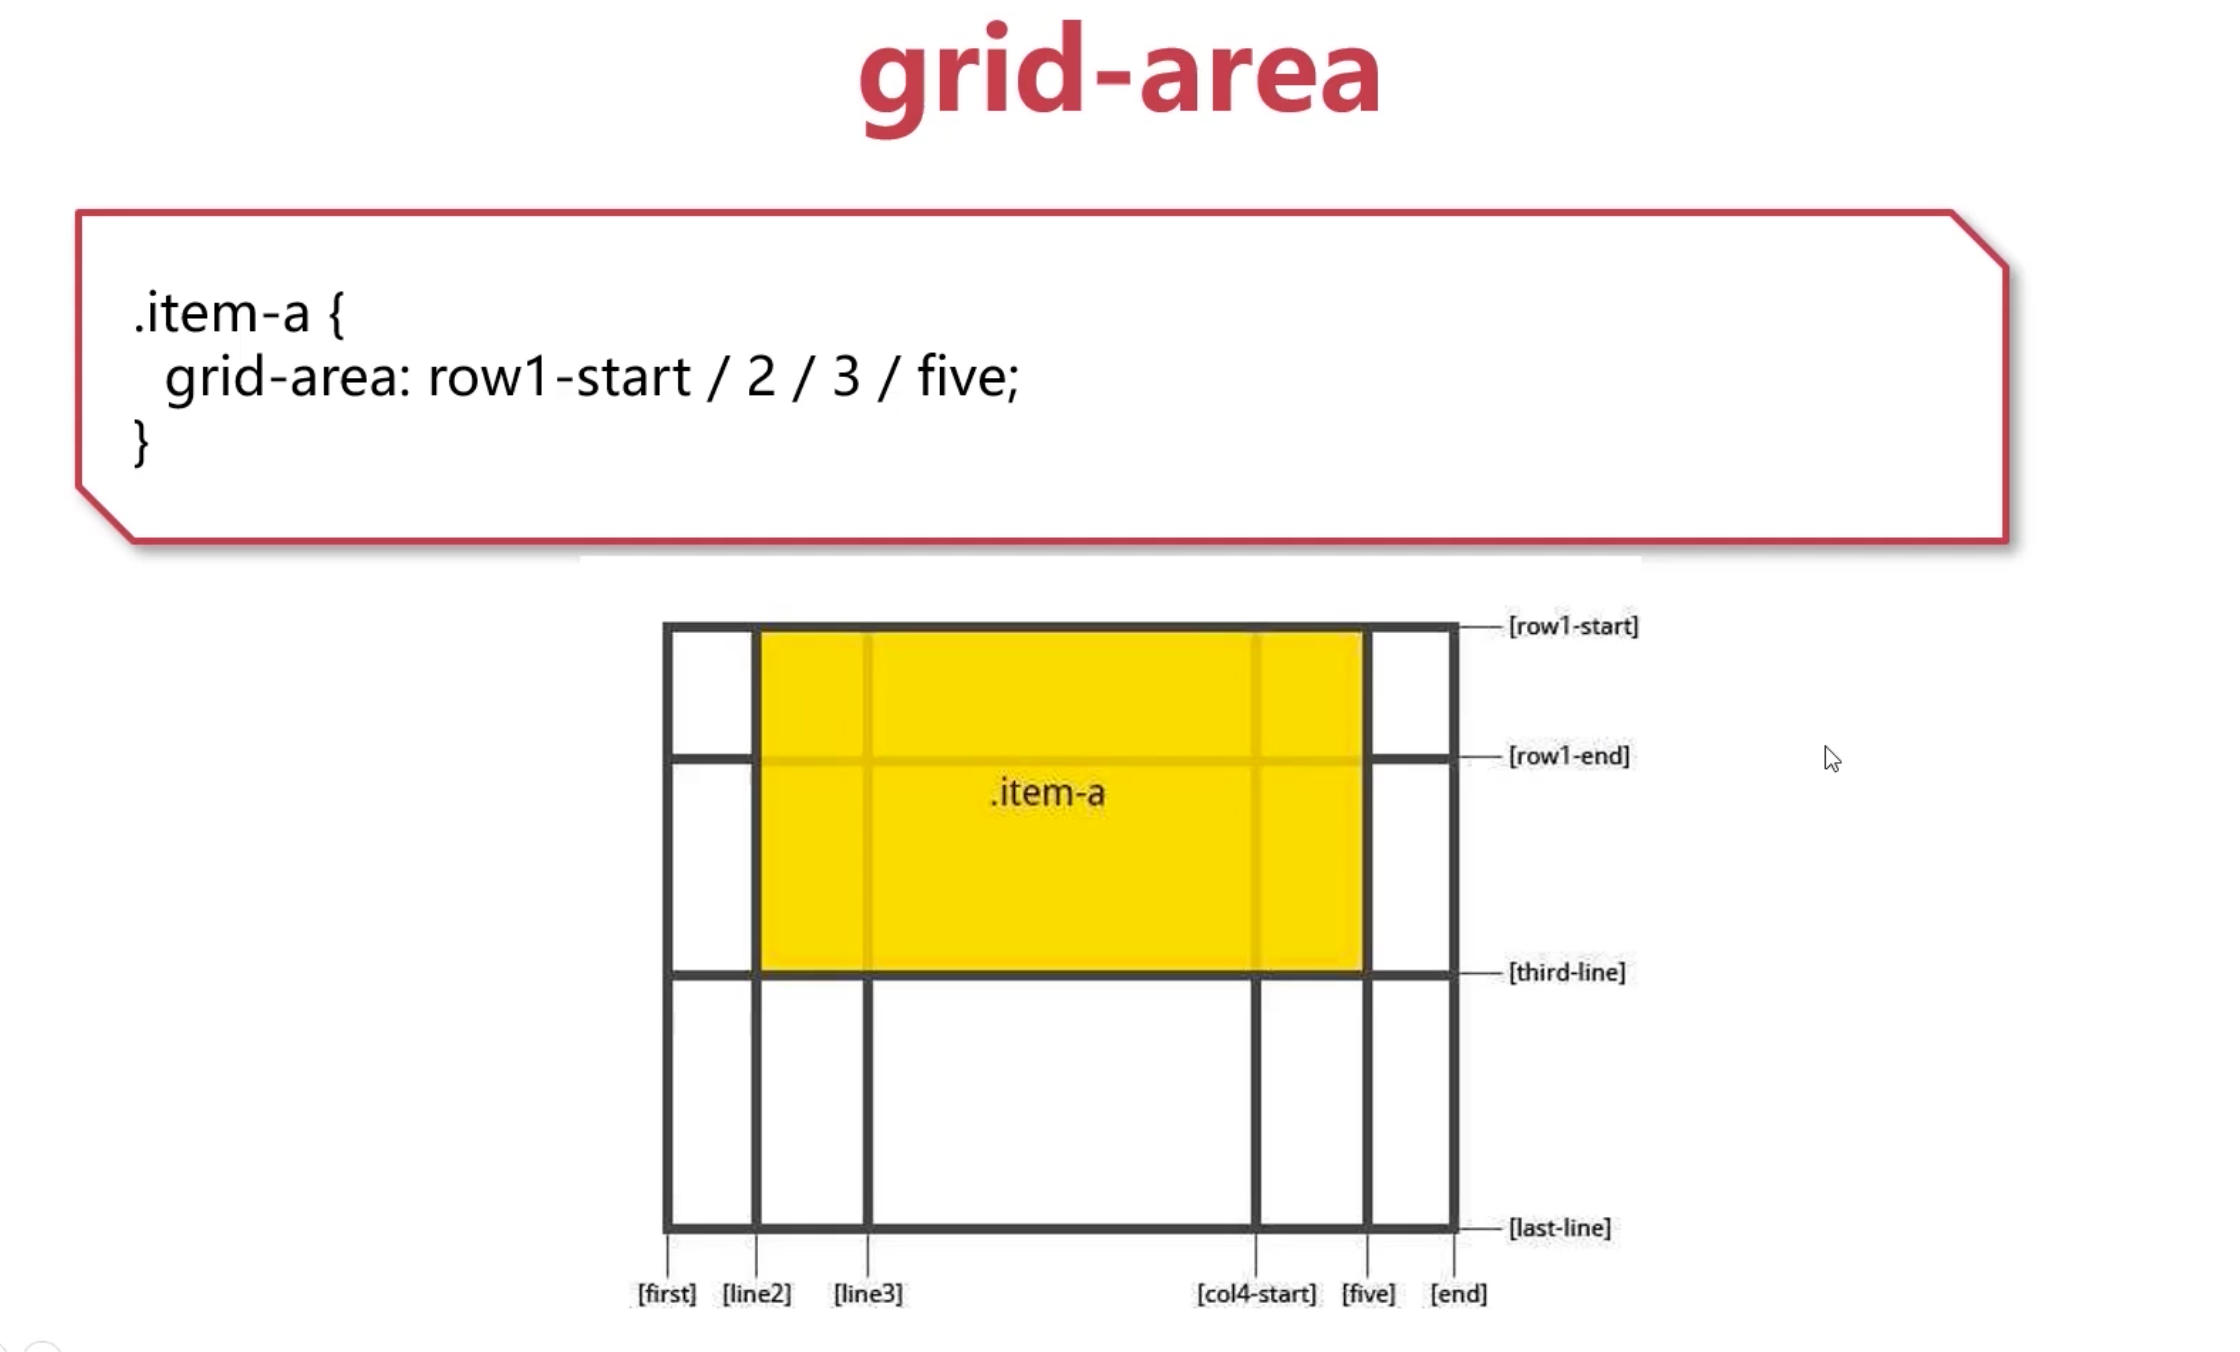 grid-area
.item-a {
grid-area: row1-start / 2 / 3 / five;
}
[row1-start]
[row1-end]
.item-a
[third-line]
[last-line]
[first] [line2] [line3] [col4-start] [five] [end]